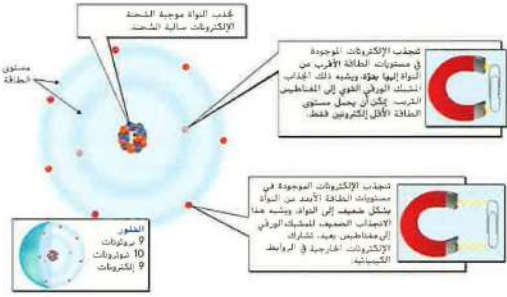 تجذب النواة موجبة الشحنة
الإلكترونات سالبة الشحنة.
تنجذب الإلكترونات الموجودة
في مستويات الطاقة الأقرب من
النواة إليها بقوة، ويشبه ذلك انجذاب
المشبك الورقي القوي إلى المغناطيس
القريب. يمكن أن يحمل مستوى
الطاقة الأقل إلكترونين فقط.
مستوى
الطاقة
تنجذب الإلكترونات الموجودة في
مستويات الطاقة الأبعد من النواة
بشكل ضعيف إلى النواة، ويشبه هذا
الانجذاب الضعيف للمشبك الورقي
إلى مغناطيس بعيد. تشارك
الإلكترونات الخارجية في الروابط
الكيميائية.
الفلور
9 بروتونات
10 نيوترونات
9 إلكترونات